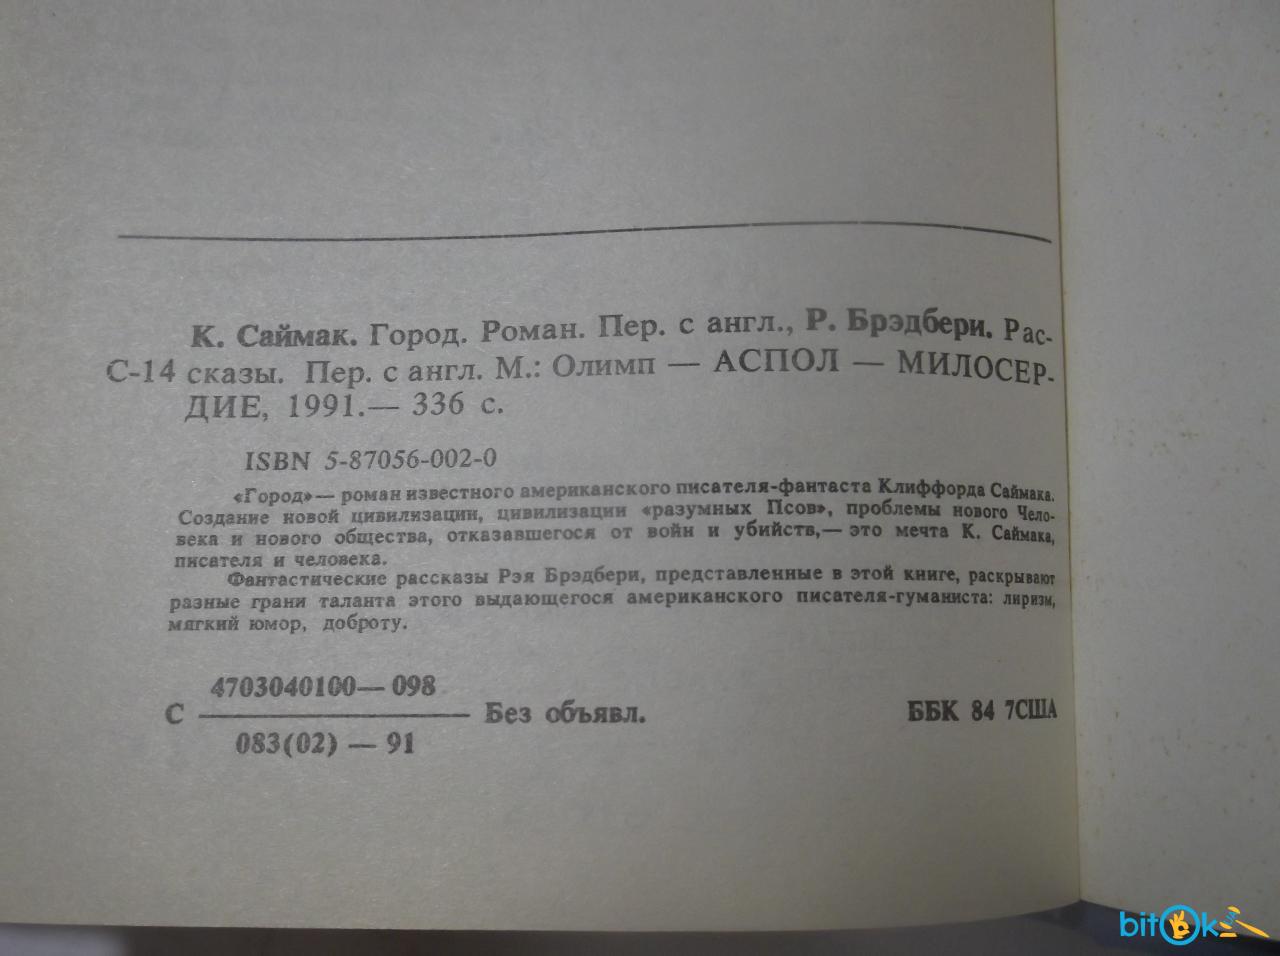 К. Саймак. Город. Роман. Пер. с англ., Р. Брэдбери. Рас-
С-14 сказы. Пер. с англ. М.: Олимп — АСПОЛ — МИЛОСЕР-
ДИЕ, 1991.— 336 с.
ISBN 5-87056-002-0
«Город»— роман известного американского писателя-фантаста Клиффорда Саймака.
Создание новой цивилизации, цивилизации «разумных Псов», проблемы нового Чело-
века и нового общества, отказавшегося от войн и убийств,— это мечта К. Саймака,
писателя и человека.
Фантастические рассказы Рэя Брэдбери, представленные в этой книге, раскрывают
разные грани таланта этого выдающегося американского писателя-гуманиста: лиризм,
мягкий юмор, доброту.
4703040100— 098
С Без объявл. ББК 84 7США
083(02) — 91
bitOk